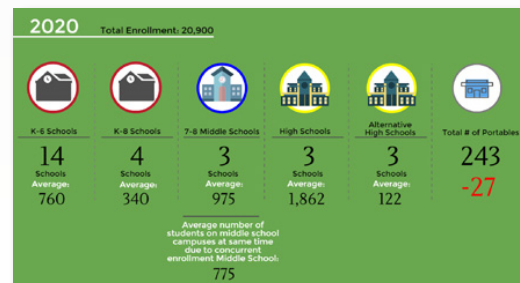 2020 Total Enrollment: 20,900
K-6 Schools
14
Schools
Average:
760
K-8 Schools
4
Schools
Average:
340
7-8 Middle Schools
3
Schools
Average:
975
Average number of
students on middle school
campuses at same time
due to concurrent
enrollment Middle School:
775
High Schools
3
Schools
Average:
1,862
Alternative
High Schools
3
Schools
Average:
122
Total # of Portables
243
-27